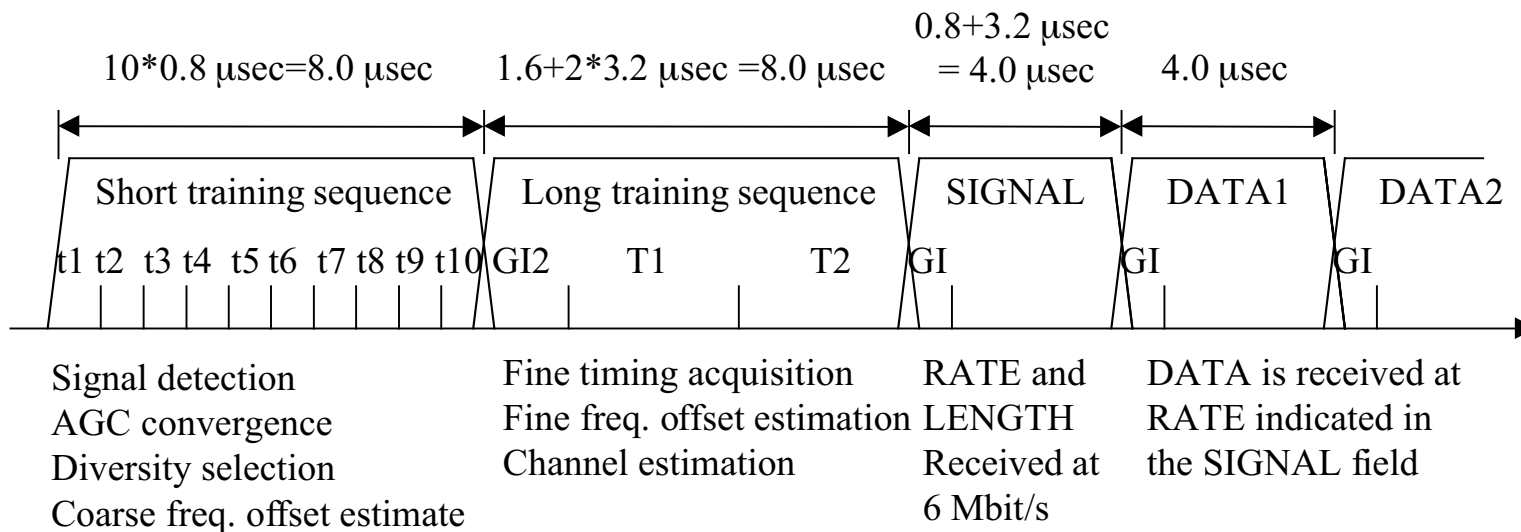 0.8+3.2 μsec
10*0.8 μsec=8.0 μsec 1.6+2*3.2 μsec =8.0 μsec = 4.0 μsec 4.0 μsec
Short training sequence Long training sequence SIGNAL DATA1 DATA2
t1 t2 t3 t4 t5 t6 t7 t8 t9 t10 GI2 T1 T2 GI GI GI
Signal detection
AGC convergence
Diversity selection
Coarse freq. offset estimate
Fine timing acquisition
Fine freq. offset estimation
Channel estimation
RATE and
LENGTH
Received at
6 Mbit/s
DATA is received at
RATE indicated in
the SIGNAL field